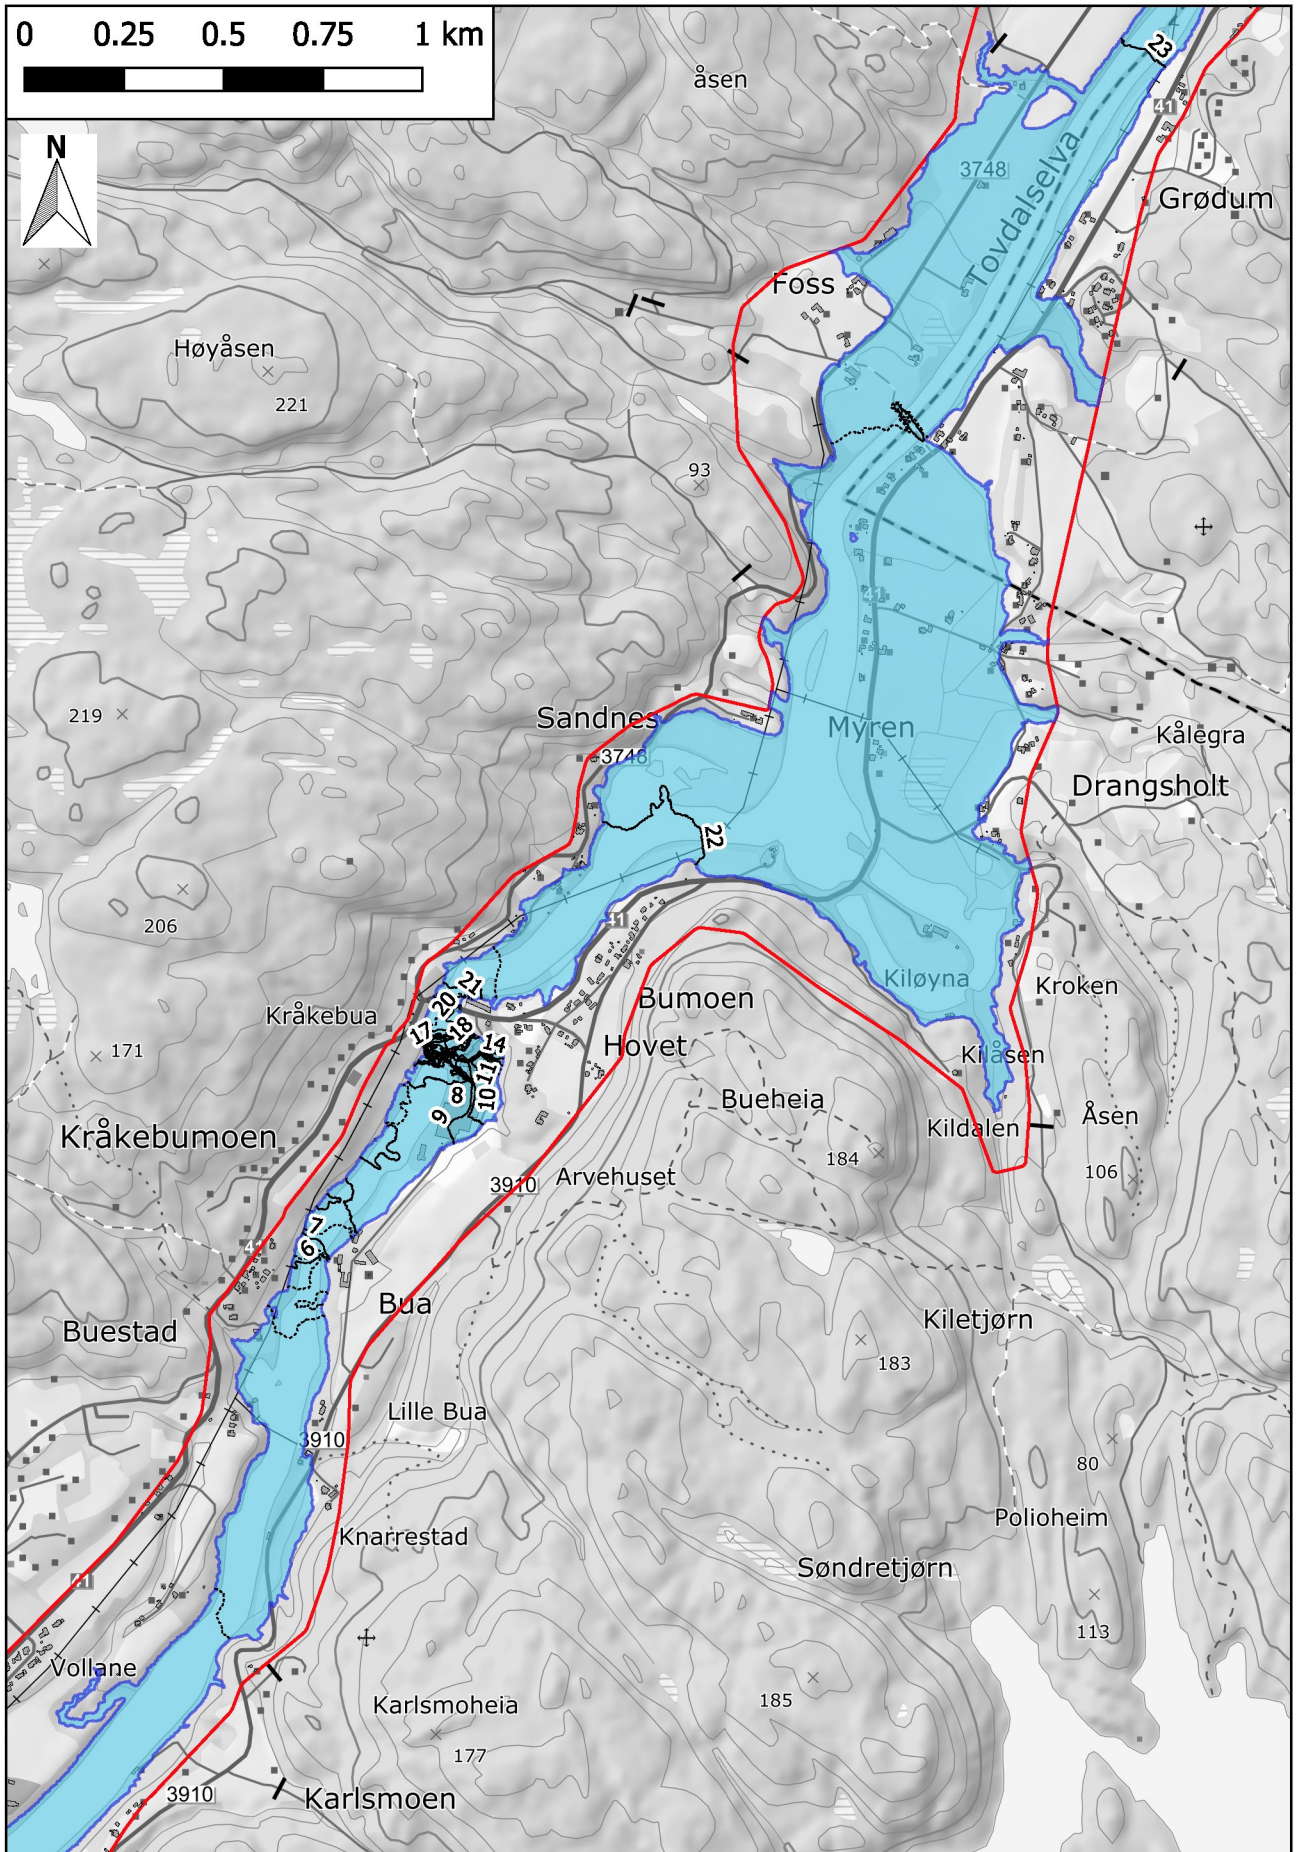 0 0.25 0.5 0.75 1 km
N
åsen
23
41
3748
Tovdalselva
Grødum
Foss
Høyåsen
221
93
41
219
Sandnes
3748
Myren
Kålegra
Drangsholt
22
206
41
Kiløyna
Kroken
21
20
Bumoen
Kråkebua
17
18
14
Hovet
171
Kilåsen
11
8
10
9
Bueheia
Åsen
Kråkebumoen
Kildalen
184
106
Arvehuset
3910
7
6
41
Bua
Buestad
Kiletjørn
183
Lille Bua
3910
80
Polioheim
Knarrestad
Søndretjørn
41
113
Vollane
185
Karlsmoheia
177
3910
Karlsmoen